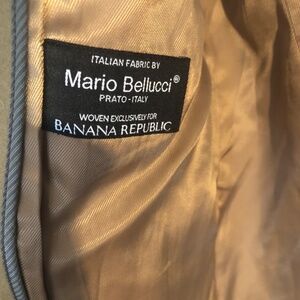 ITALIAN FABRIC BY
Mario Bellucci®
PRATO - ITALY
WOVEN EXCLUSIVELY FOR
BANANA REPUBLIC